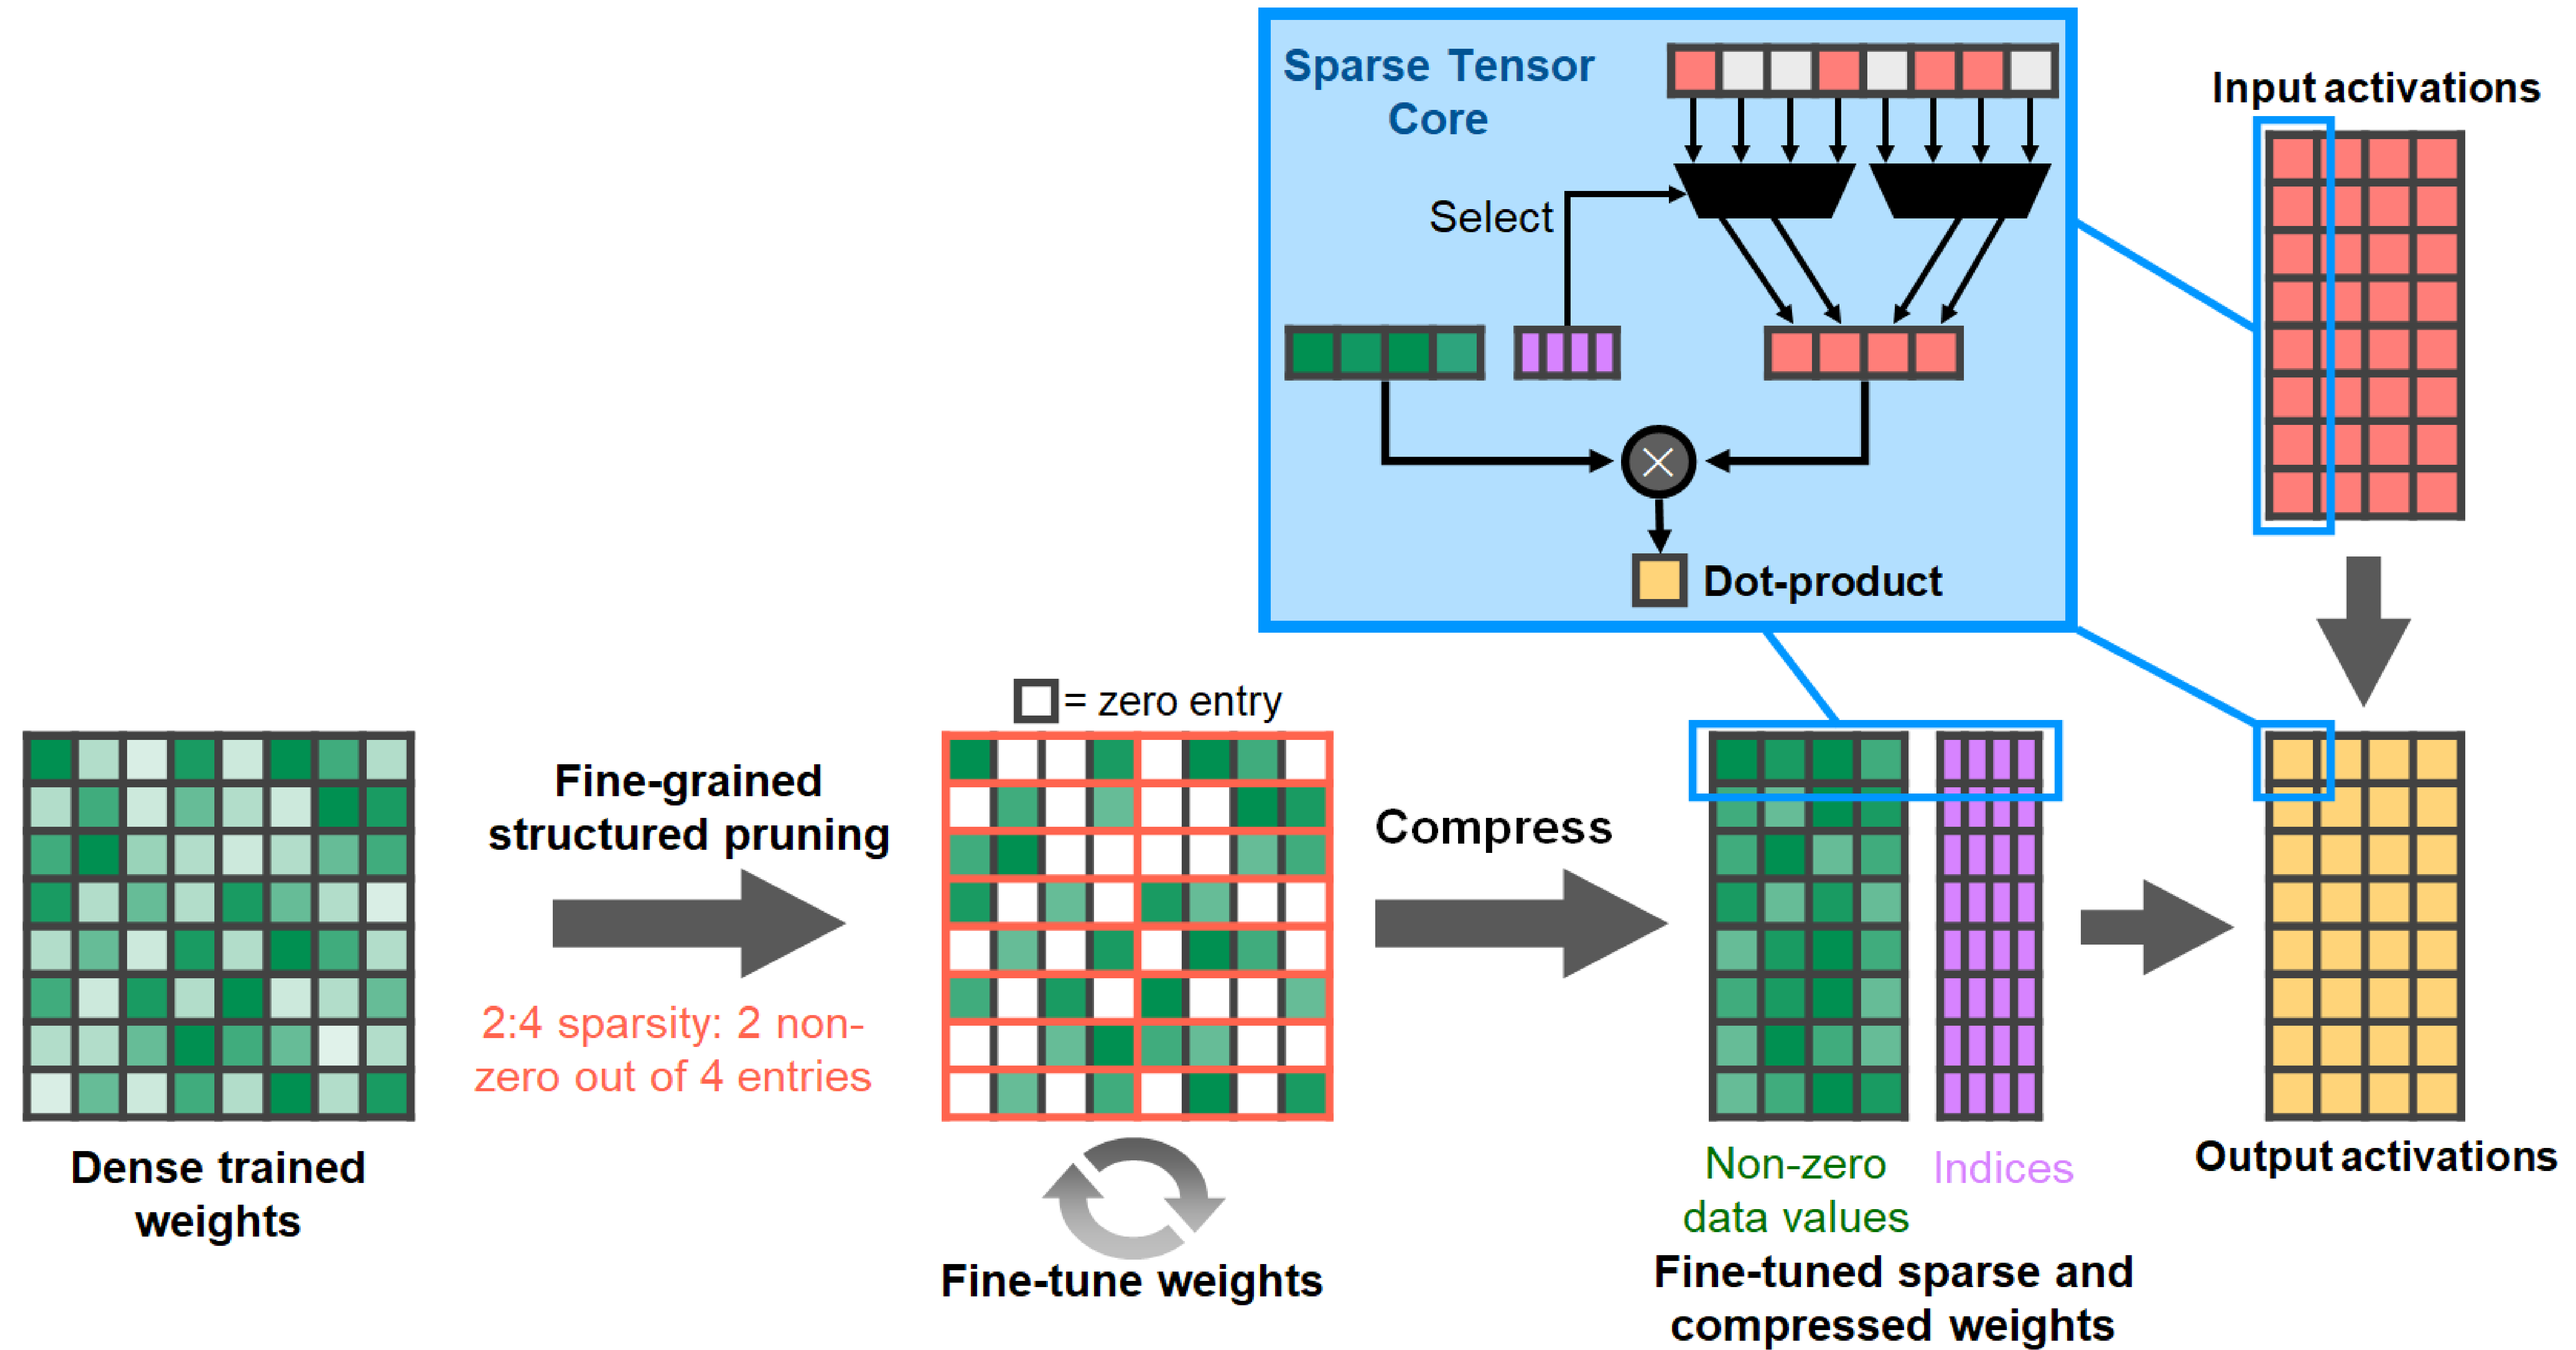 Sparse Tensor
Core
Input activations
Select
Dot-product
= zero entry
Fine-grained
structured pruning
2:4 sparsity: 2 non-
zero out of 4 entries
Compress
Dense trained
weights
Fine-tune weights
Non-zero
data values
Indices
Fine-tuned sparse and
compressed weights
Output activations